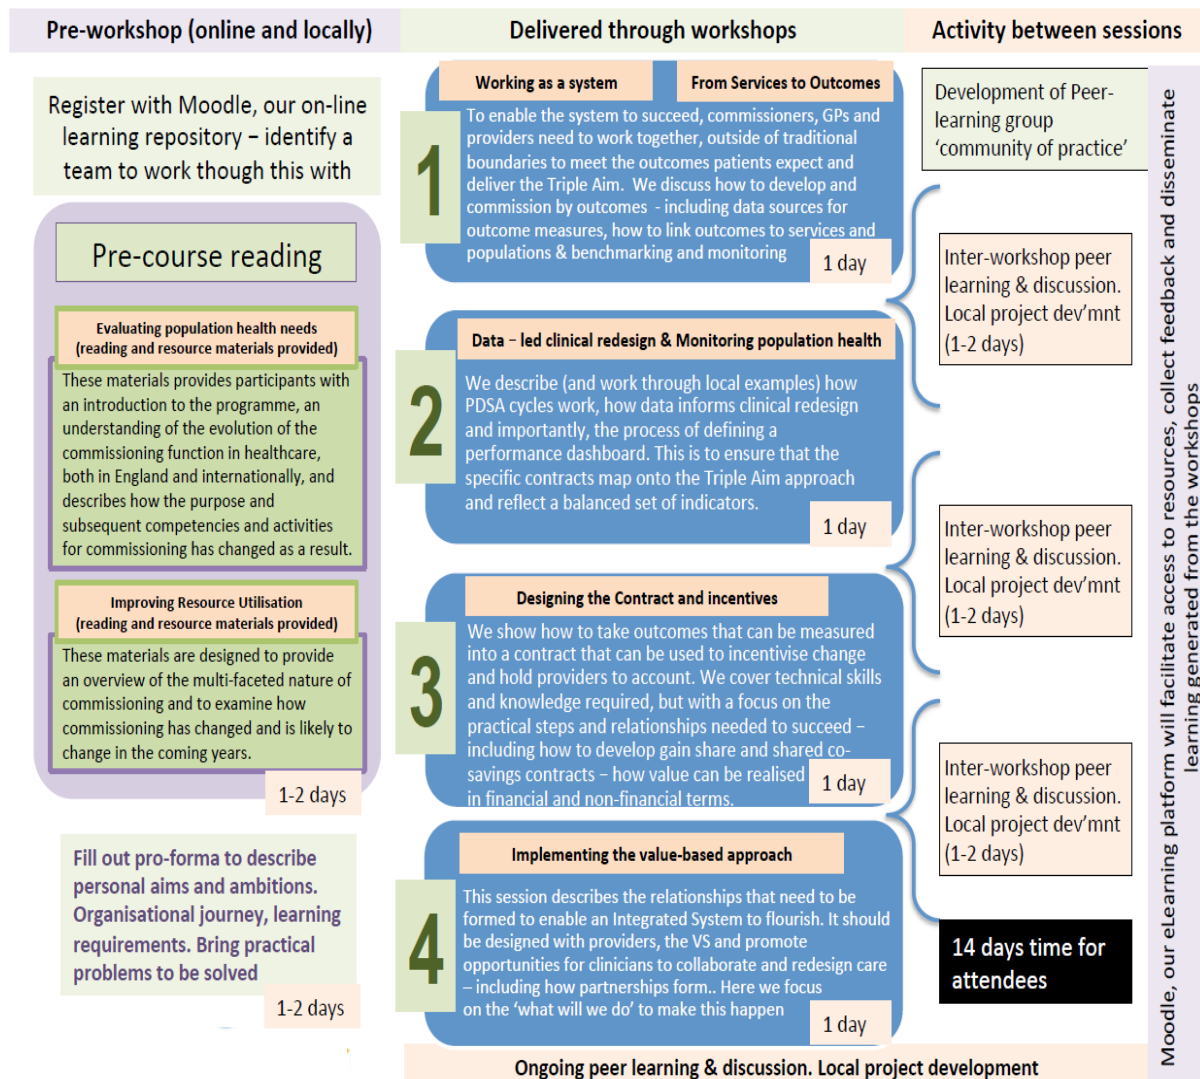 Pre-workshop (online and locally)
Delivered through workshops
Activity between sessions
Register with Moodle, our on-line
learning repository – identify a
team to work though this with
Pre-course reading
Evaluating population health needs
(reading and resource materials provided)
These materials provides participants with
an introduction to the programme, an
understanding of the evolution of the
commissioning function in healthcare,
both in England and internationally, and
describes how the purpose and
subsequent competencies and activities
for commissioning has changed as a result.
Improving Resource Utilisation
(reading and resource materials provided)
These materials are designed to provide
an overview of the multi-faceted nature of
commissioning and to examine how
commissioning has changed and is likely to
change in the coming years.
1-2 days
Fill out pro-forma to describe
personal aims and ambitions.
Organisational journey, learning
requirements. Bring practical
problems to be solved
1-2 days
Working as a system
From Services to Outcomes
1
To enable the system to succeed, commissioners, GPs and
providers need to work together, outside of traditional
boundaries to meet the outcomes patients expect and
deliver the Triple Aim. We discuss how to develop and
commission by outcomes - including data sources for
outcome measures, how to link outcomes to services and
populations & benchmarking and monitoring
1 day
Data – led clinical redesign & Monitoring population health
2
We describe (and work through local examples) how
PDSA cycles work, how data informs clinical redesign
and importantly, the process of defining a
performance dashboard. This is to ensure that the
specific contracts map onto the Triple Aim approach
and reflect a balanced set of indicators.
1 day
Designing the Contract and incentives
3
We show how to take outcomes that can be measured
into a contract that can be used to incentivise change
and hold providers to account. We cover technical skills
and knowledge required, but with a focus on the
practical steps and relationships needed to succeed –
including how to develop gain share and shared co-
savings contracts – how value can be realised
in financial and non-financial terms.
1 day
Implementing the value-based approach
4
This session describes the relationships that need to be
formed to enable an Integrated System to flourish. It should
be designed with providers, the VS and promote
opportunities for clinicians to collaborate and redesign care
– including how partnerships form.. Here we focus
on the ‘what will we do’ to make this happen
1 day
Ongoing peer learning & discussion. Local project development
Development of Peer-
learning group
‘community of practice’
Inter-workshop peer
learning & discussion.
Local project dev’mnt
(1-2 days)
Inter-workshop peer
learning & discussion.
Local project dev’mnt
(1-2 days)
Inter-workshop peer
learning & discussion.
Local project dev’mnt
(1-2 days)
14 days time for
attendees
Moodle, our eLearning platform will facilitate access to resources, collect feedback and disseminate
learning generated from the workshops